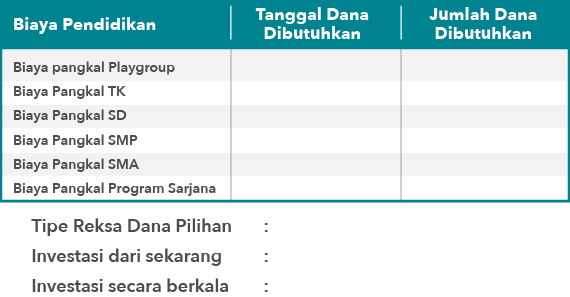 Biaya Pendidikan
Tanggal Dana
Dibutuhkan
Jumlah Dana
Dibutuhkan
Biaya pangkal Playgroup
Biaya Pangkal TK
Biaya Pangkal SD
Biaya Pangkal SMP
Biaya Pangkal SMA
Biaya Pangkal Program Sarjana
Tipe Reksa Dana Pilihan :
Investasi dari sekarang :
Investasi secara berkala :